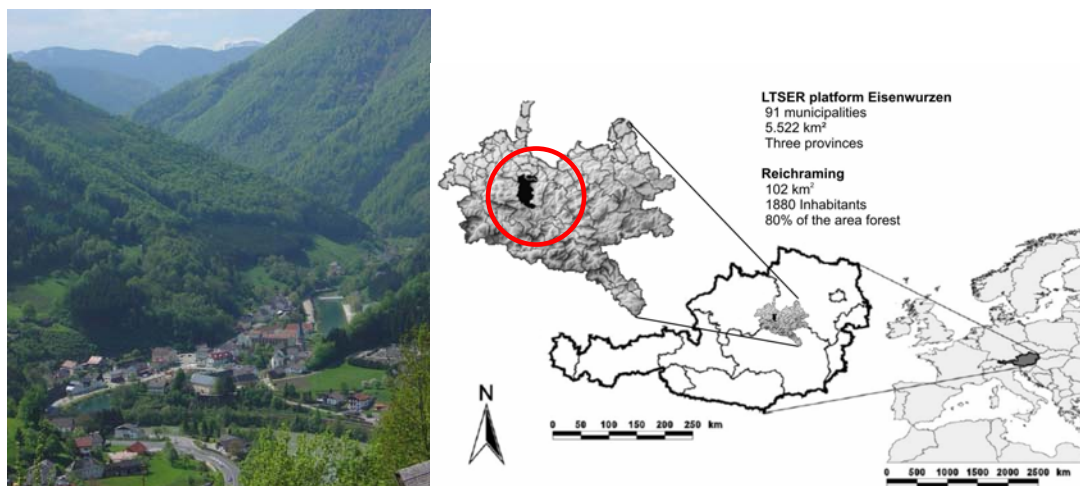 LTSER platform Eisenwurzen
91 municipalities
5.522 km²
Three provinces
Reichraming
102 km²
1880 Inhabitants
80% of the area forest
N
0 50 100 150 200 250 km
0 500 1000 1500 2000 2500 km